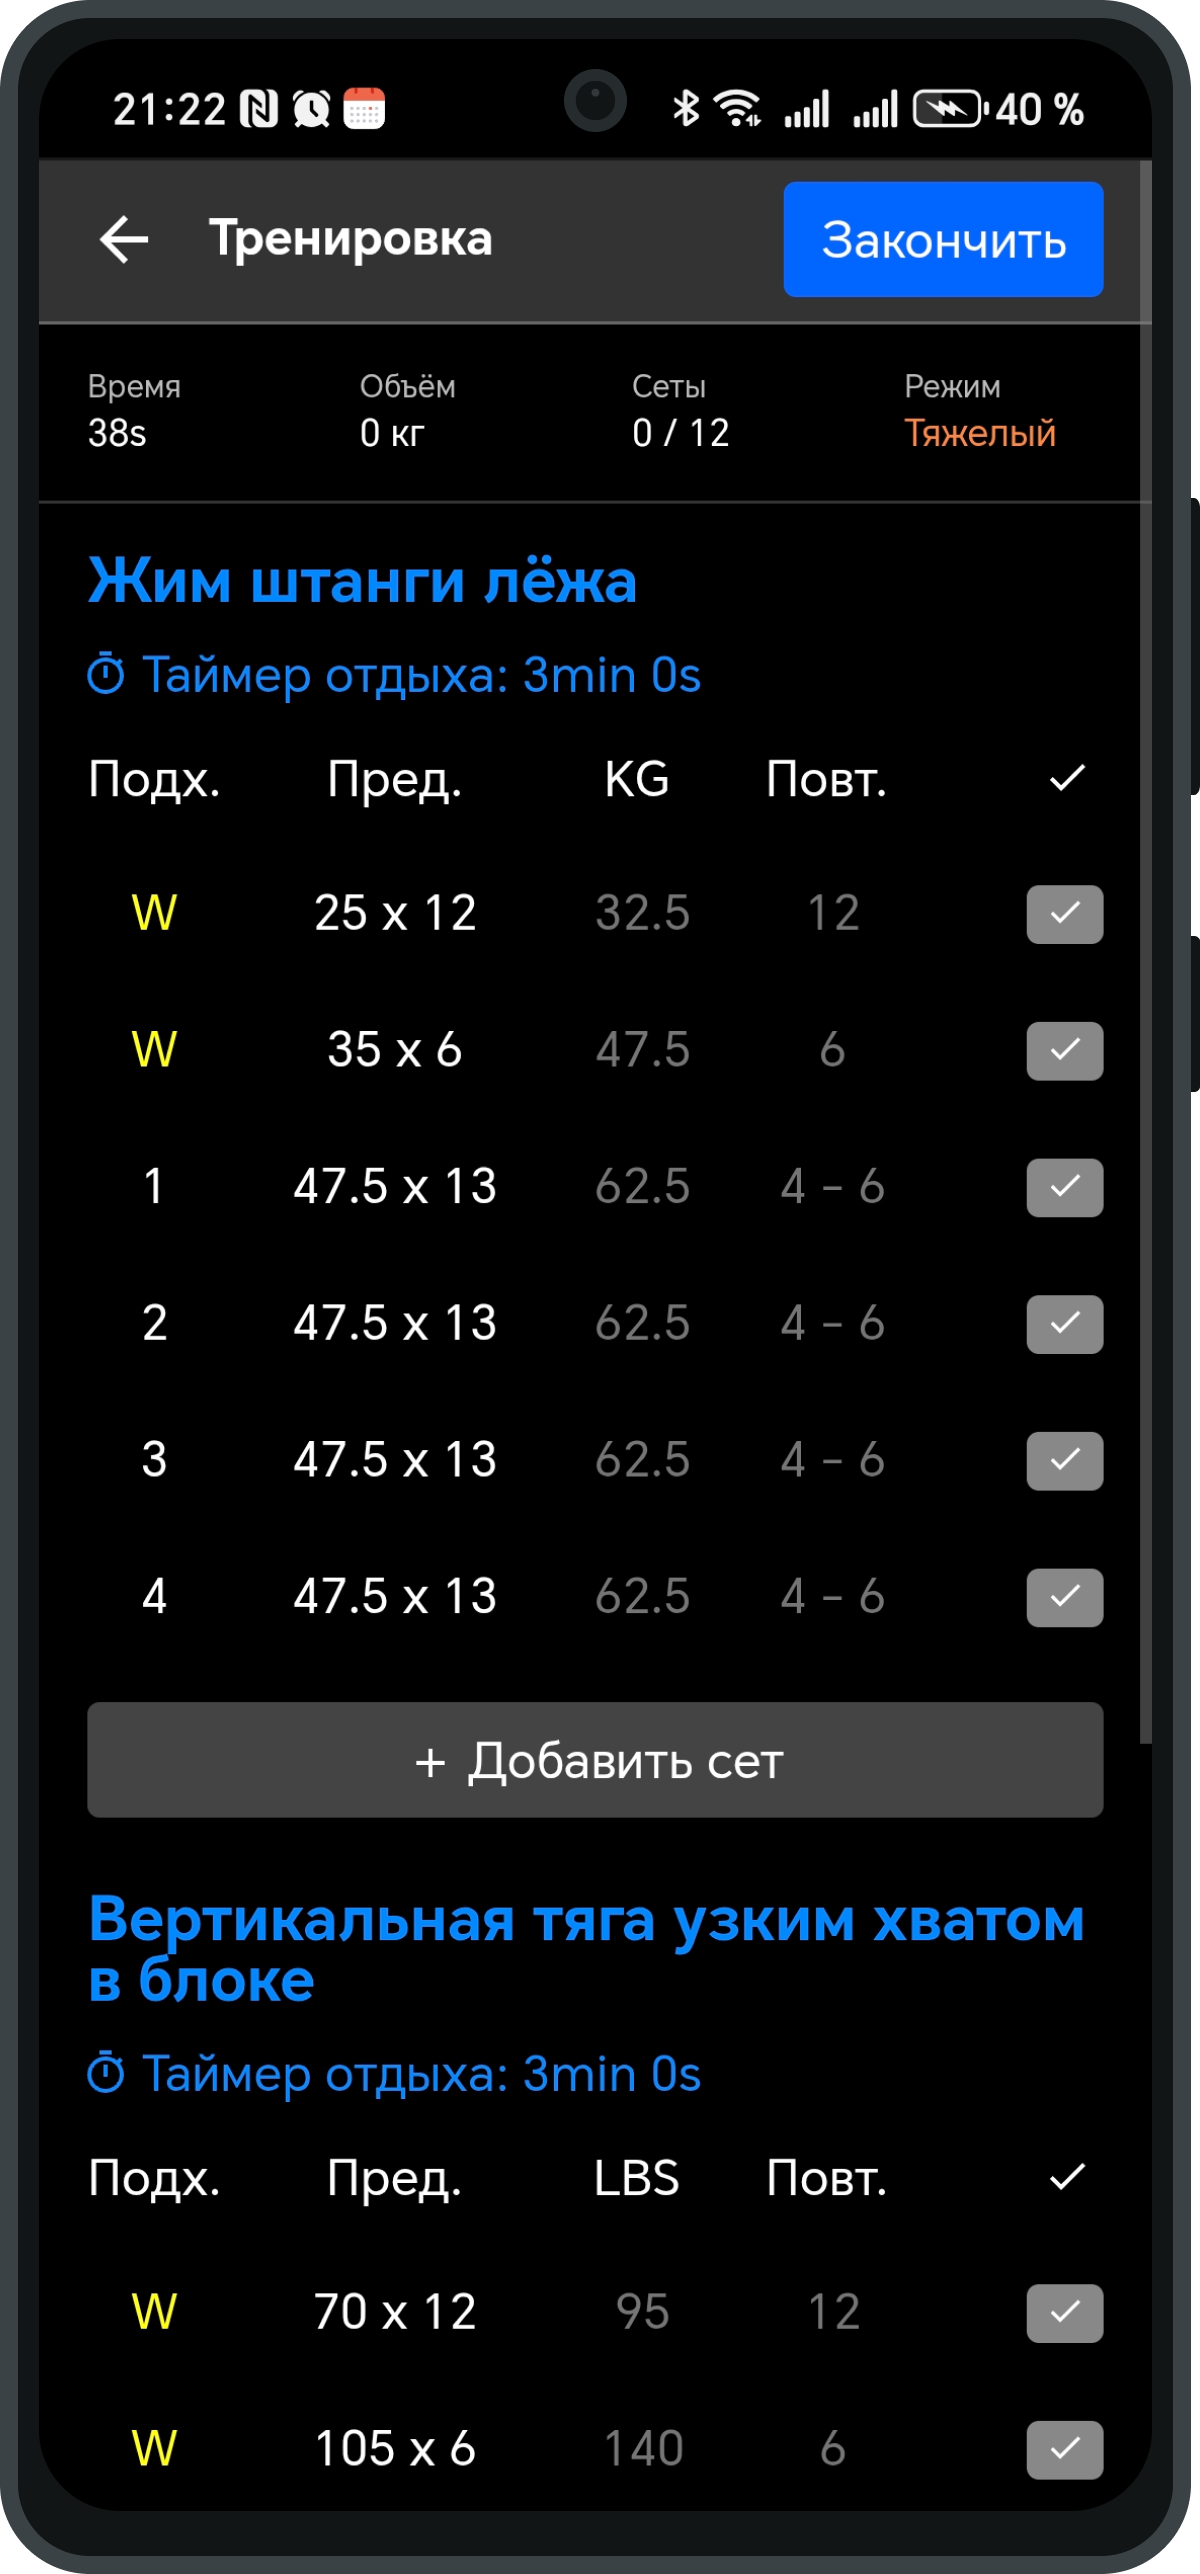 21:22 40 %
Тренировка Закончить
Время Объём Сеты Режим
38s 0 кг 0 / 12 Тяжелый
Жим штанги лёжа
Таймер отдыха: 3min 0s
Подх. Пред. KG Повт.
W 25 x 12 32.5 12
W 35 x 6 47.5 6
1 47.5 x 13 62.5 4 – 6
2 47.5 x 13 62.5 4 – 6
3 47.5 x 13 62.5 4 – 6
4 47.5 x 13 62.5 4 – 6
+ Добавить сет
Вертикальная тяга узким хватом
в блоке
Таймер отдыха: 3min 0s
Подх. Пред. LBS Повт.
W 70 x 12 95 12
W 105 x 6 140 6